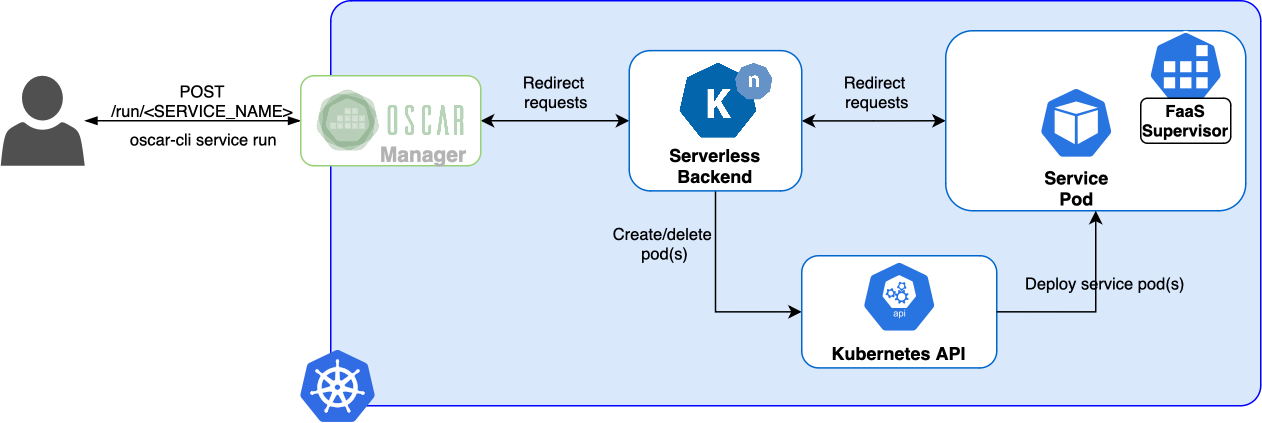 POST
/run/<SERVICE_NAME>
oscar-cli service run
OSCAR
Manager
Redirect
requests
K
n
Serverless
Backend
Redirect
requests
FaaS
Supervisor
Service
Pod
Create/delete
pod(s)
api
Kubernetes API
Deploy service pod(s)